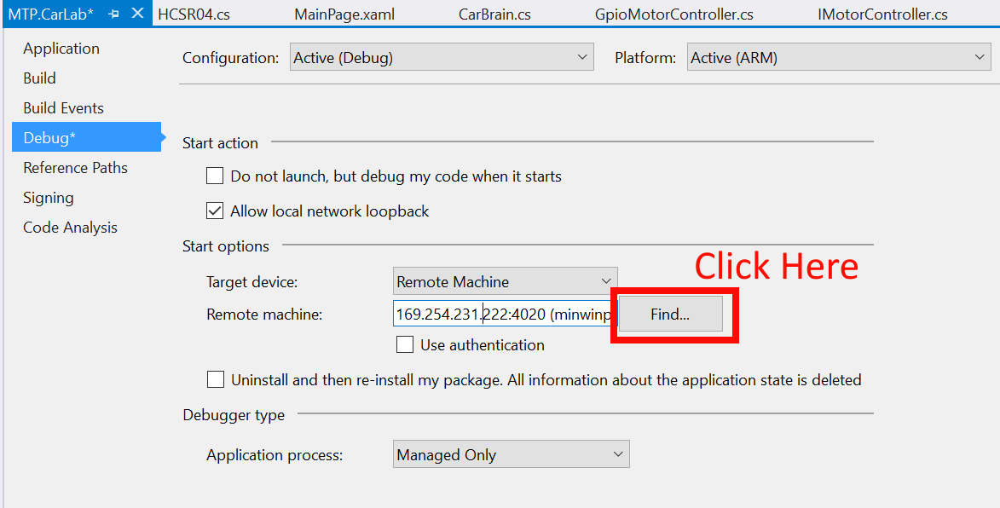 MTP.CarLab* HCSR04.cs MainPage.xaml CarBrain.cs GpioMotorController.cs IMotorController.cs
Application
Build
Build Events
Debug*
Reference Paths
Signing
Code Analysis
Configuration: Active (Debug) Platform: Active (ARM)
Start action
Do not launch, but debug my code when it starts
Allow local network loopback
Start options
Click Here
Target device: Remote Machine
Remote machine: 169.254.231.222:4020 (minwinp Find...
Use authentication
Uninstall and then re-install my package. All information about the application state is deleted
Debugger type
Application process: Managed Only